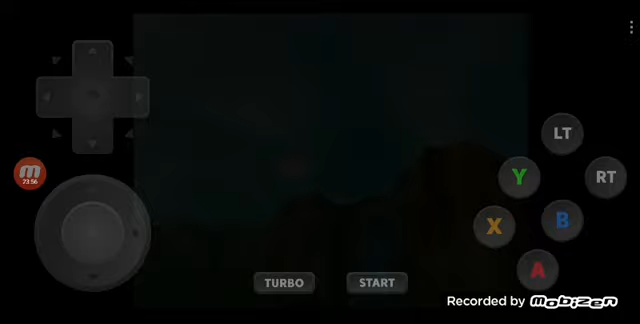 LT
Y
RT
m
23:56
X
B
A
TURBO
START
Recorded by Mobizen